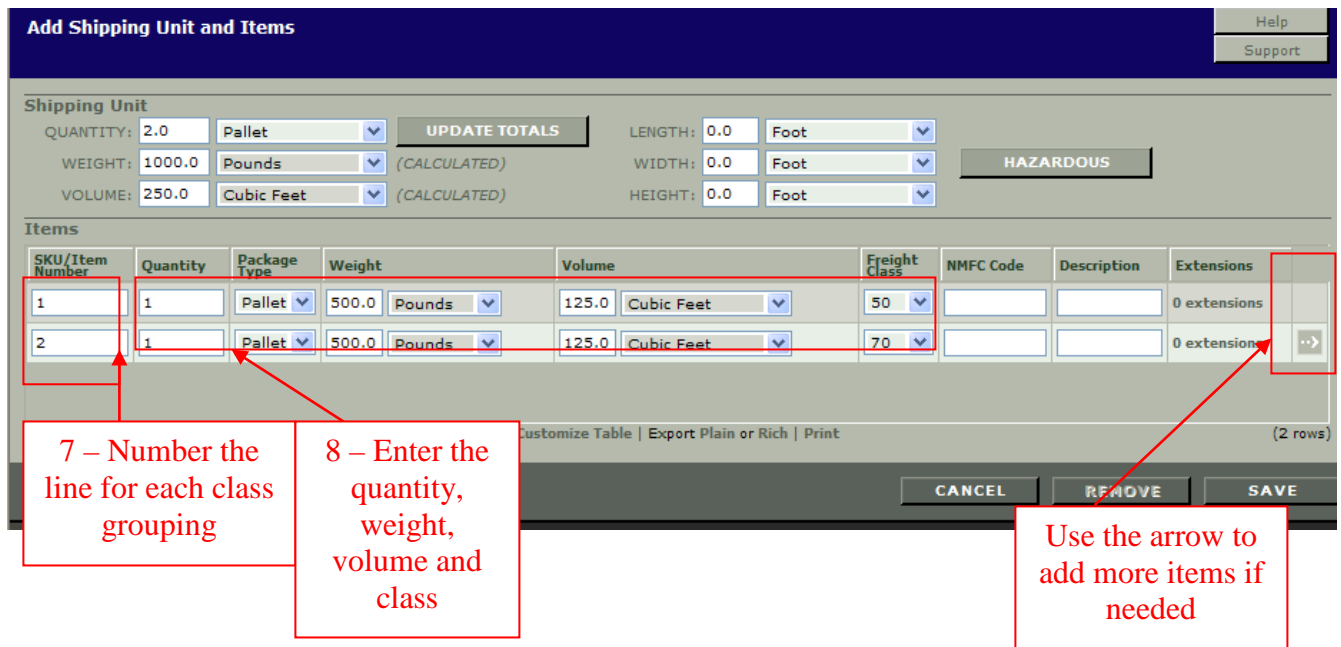 Add Shipping Unit and Items
Help
Support
Shipping Unit
QUANTITY: 2.0 Pallet UPDATE TOTALS LENGTH: 0.0 Foot
WEIGHT: 1000.0 Pounds (CALCULATED) WIDTH: 0.0 Foot HAZARDOUS
VOLUME: 250.0 Cubic Feet (CALCULATED) HEIGHT: 0.0 Foot
Items
SKU/Item Number Quantity Package Type Weight Volume Freight Class NMFC Code Description Extensions
1 1 Pallet 500.0 Pounds 125.0 Cubic Feet 50 0 extensions
2 1 Pallet 500.0 Pounds 125.0 Cubic Feet 70 0 extensions
Customize Table | Export Plain or Rich | Print (2 rows)
CANCEL REMOVE SAVE
7 – Number the
line for each class
grouping
8 – Enter the
quantity,
weight,
volume and
class
Use the arrow to
add more items if
needed